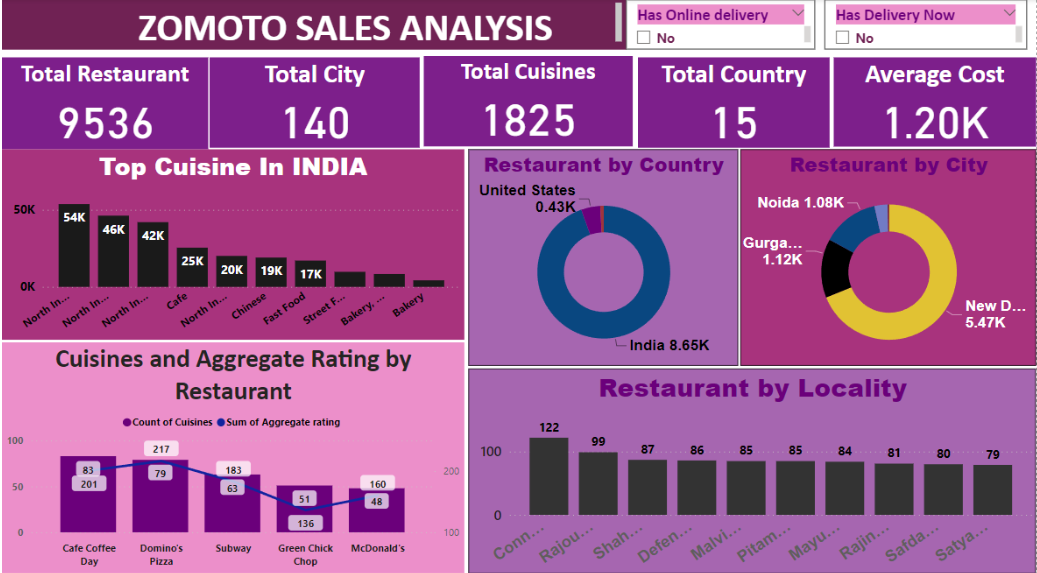 ZOMOTO SALES ANALYSIS
Has Online delivery
No
Has Delivery Now
No
Total Restaurant
9536
Total City
140
Total Cuisines
1825
Total Country
15
Average Cost
1.20K
Top Cuisine In INDIA
50K
0K
54K
46K
42K
25K
20K
19K
17K
North In...
North In...
North In...
Cafe
North In...
Chinese
Fast Food
Street F...
Bakery, ...
Bakery
Restaurant by Country
United States
0.43K
India 8.65K
Restaurant by City
Noida 1.08K
Gurga...
1.12K
New D...
5.47K
Cuisines and Aggregate Rating by
Restaurant
Count of Cuisines Sum of Aggregate rating
100
50
0
200
100
83
201
217
79
183
63
51
136
160
48
Cafe Coffee
Day
Domino's
Pizza
Subway
Green Chick
Chop
McDonald's
Restaurant by Locality
100
0
122
99
87
86
85
85
84
81
80
79
Conn...
Rajou...
Shah...
Defen...
Malvi...
Pitam...
Mayu...
Rajin...
Safda...
Satya...